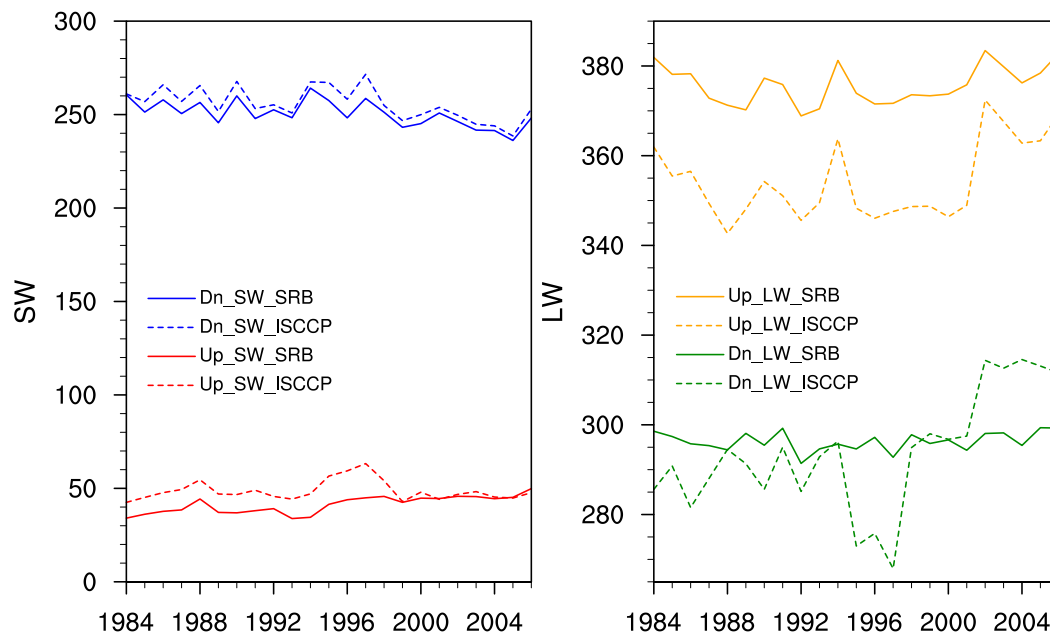 300
250
200
150
100
50
0
SW
Dn_SW_SRB
Dn_SW_ISCCP
Up_SW_SRB
Up_SW_ISCCP
1984 1988 1992 1996 2000 2004
380
360
340
320
300
280
LW
Up_LW_SRB
Up_LW_ISCCP
Dn_LW_SRB
Dn_LW_ISCCP
1984 1988 1992 1996 2000 2004